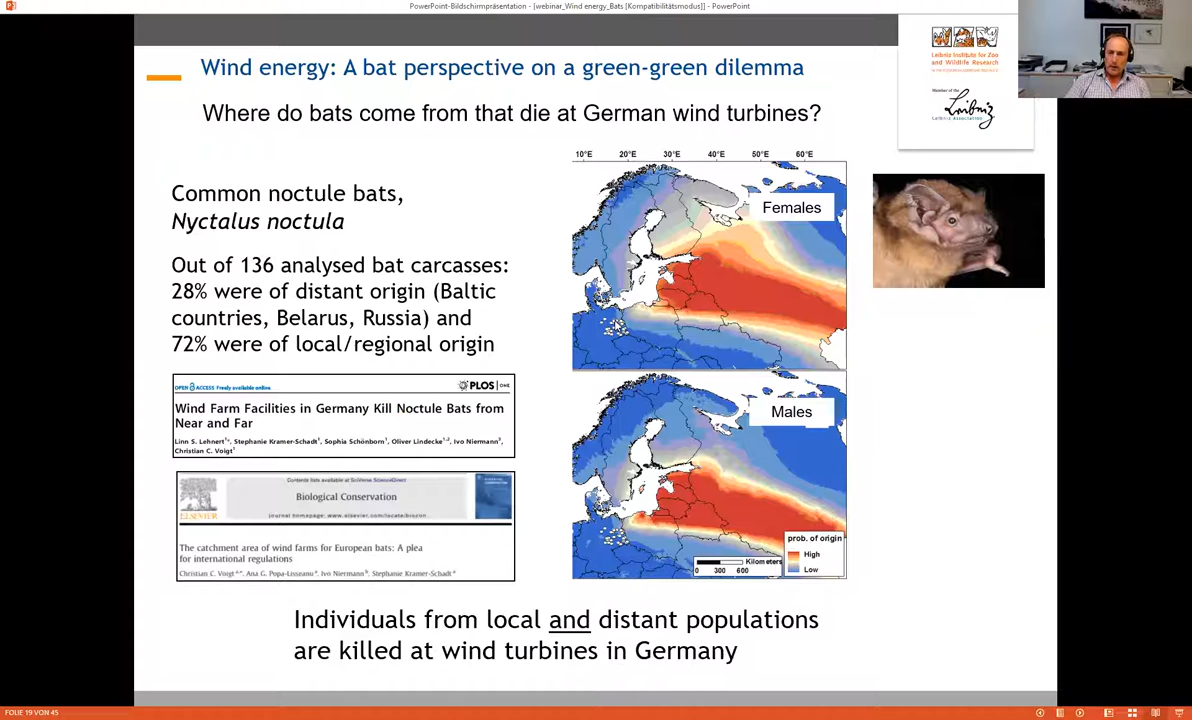 PowerPoint-Bildschirmpräsentation - [webinar_Wind energy_Bats [Kompatibilitätsmodus]] - PowerPoint
Wind energy: A bat perspective on a green-green dilemma
Leibniz Institute for Zoo
and Wildlife Research
Member of the
Leibniz
Leibniz Association
Where do bats come from that die at German wind turbines?
Common noctule bats,
Nyctalus noctula
Out of 136 analysed bat carcasses:
28% were of distant origin (Baltic
countries, Belarus, Russia) and
72% were of local/regional origin
10°E 20°E 30°E 40°E 50°E 60°E
Females
Males
prob. of origin
High
Low
Kilometers
0 300 600
OPEN ACCESS Freely available online
PLOS ONE
Wind Farm Facilities in Germany Kill Noctule Bats from
Near and Far
Linn S. Lehnert1*, Stephanie Kramer-Schadt1, Sophia Schönborn1, Oliver Lindecke1,2, Ivo Niermann3,
Christian C. Voigt1
Contents lists available at SciVerse ScienceDirect
Biological Conservation
journal homepage: www.elsevier.com/locate/biocon
ELSEVIER
The catchment area of wind farms for European bats: A plea
for international regulations
Christian C. Voigt a,*, Ana G. Popa-Lisseanu a, Ivo Niermann b, Stephanie Kramer-Schadt a
Individuals from local and distant populations
are killed at wind turbines in Germany
FOLIE 19 VON 45